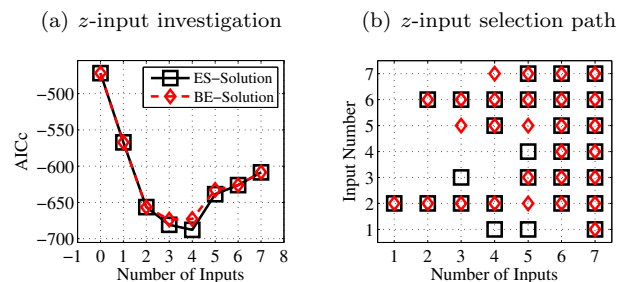 (a) z-input investigation
ES−Solution
BE−Solution
AICc
−500
−550
−600
−650
−700
−1 0 1 2 3 4 5 6 7 8
Number of Inputs
(b) z-input selection path
Input Number
7
6
5
4
3
2
1
1 2 3 4 5 6 7
Number of Inputs